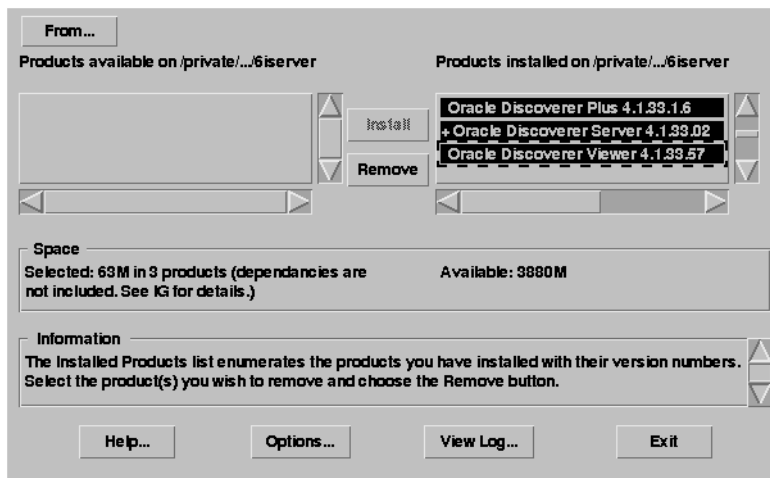 From...
Products available on /private/.../6iserver
Products installed on /private/.../6iserver
Install
Remove
Oracle Discoverer Plus 4.1.33.1.6
+ Oracle Discoverer Server 4.1.33.02
Oracle Discoverer Viewer 4.1.33.57
Space
Selected: 63M in 3 products (dependancies are
not included. See IG for details.)
Available: 3880M
Information
The Installed Products list enumerates the products you have installed with their version numbers.
Select the product(s) you wish to remove and choose the Remove button.
Help...
Options...
View Log...
Exit